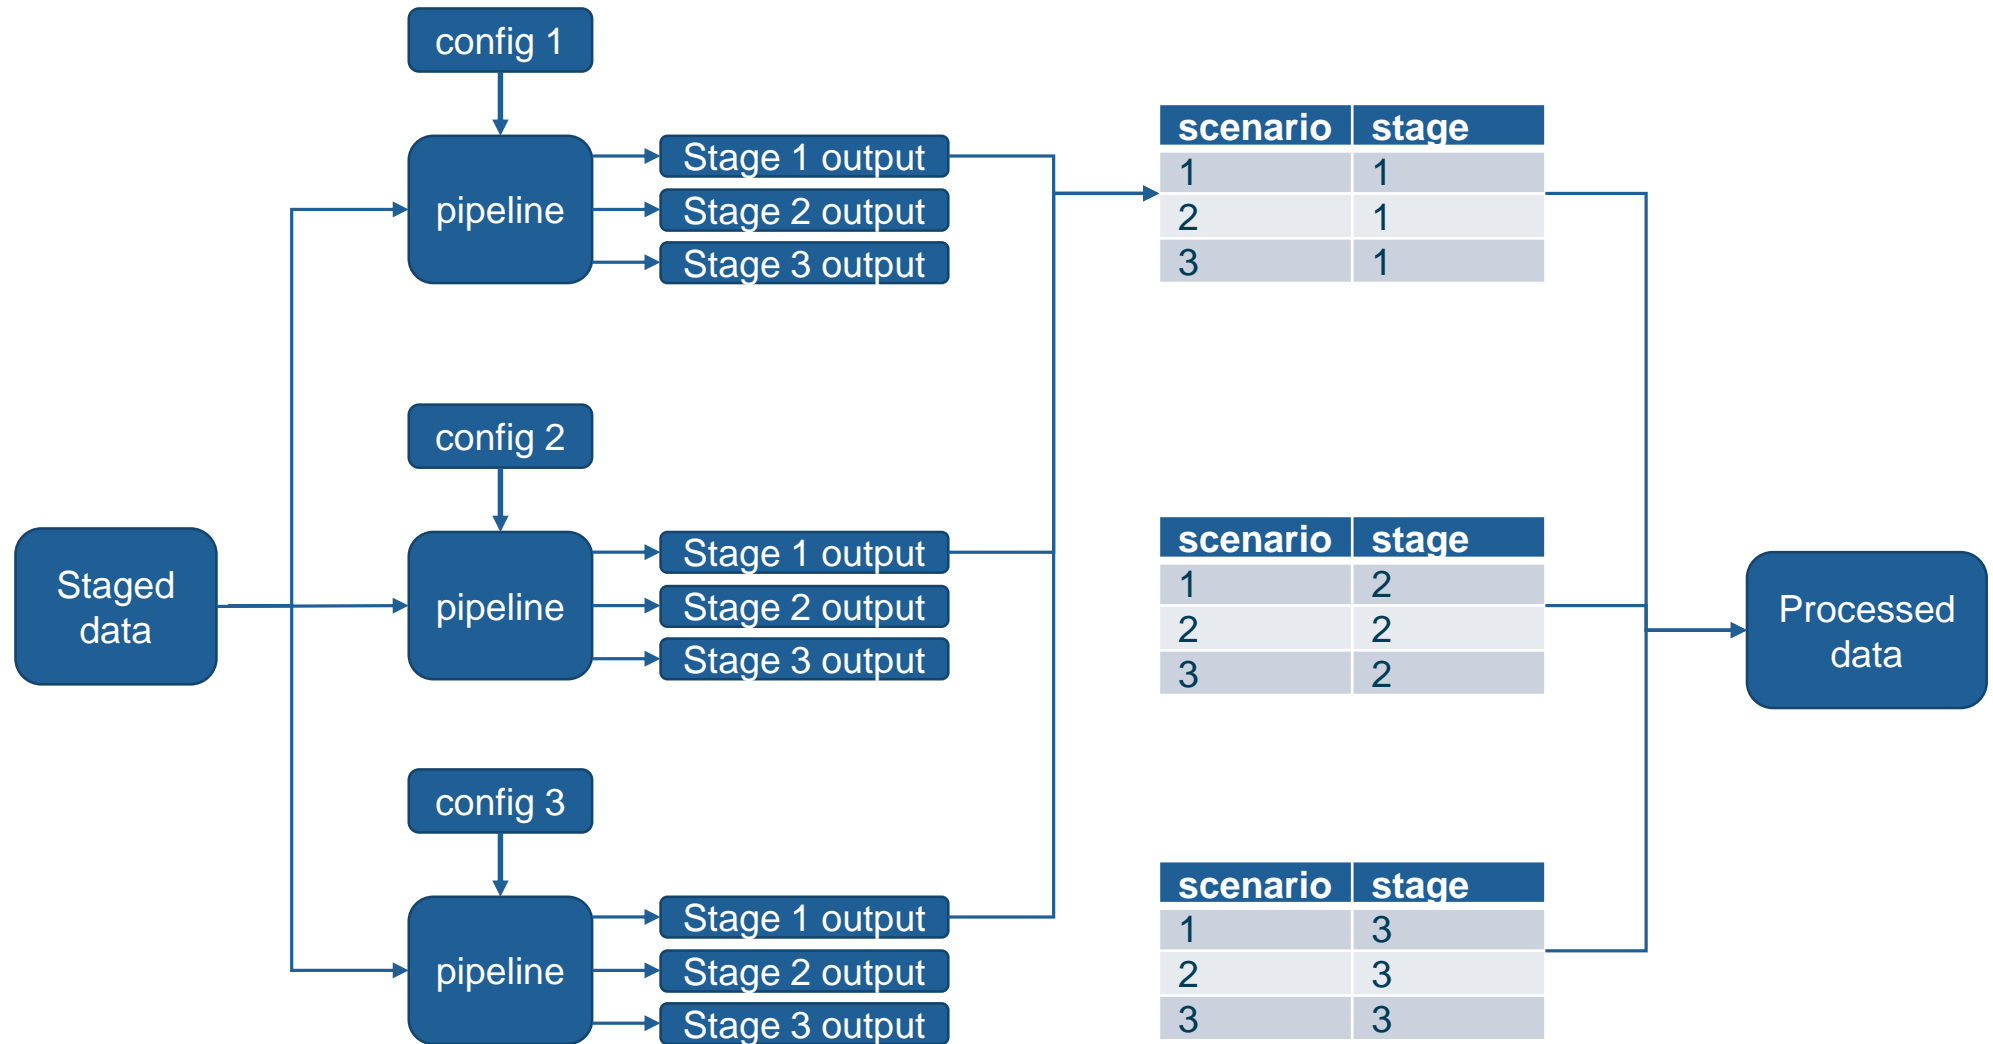 config 1
pipeline
Stage 1 output
Stage 2 output
Stage 3 output
scenario stage
1 1
2 1
3 1
Staged
data
config 2
pipeline
Stage 1 output
Stage 2 output
Stage 3 output
scenario stage
1 2
2 2
3 2
Processed
data
config 3
pipeline
Stage 1 output
Stage 2 output
Stage 3 output
scenario stage
1 3
2 3
3 3